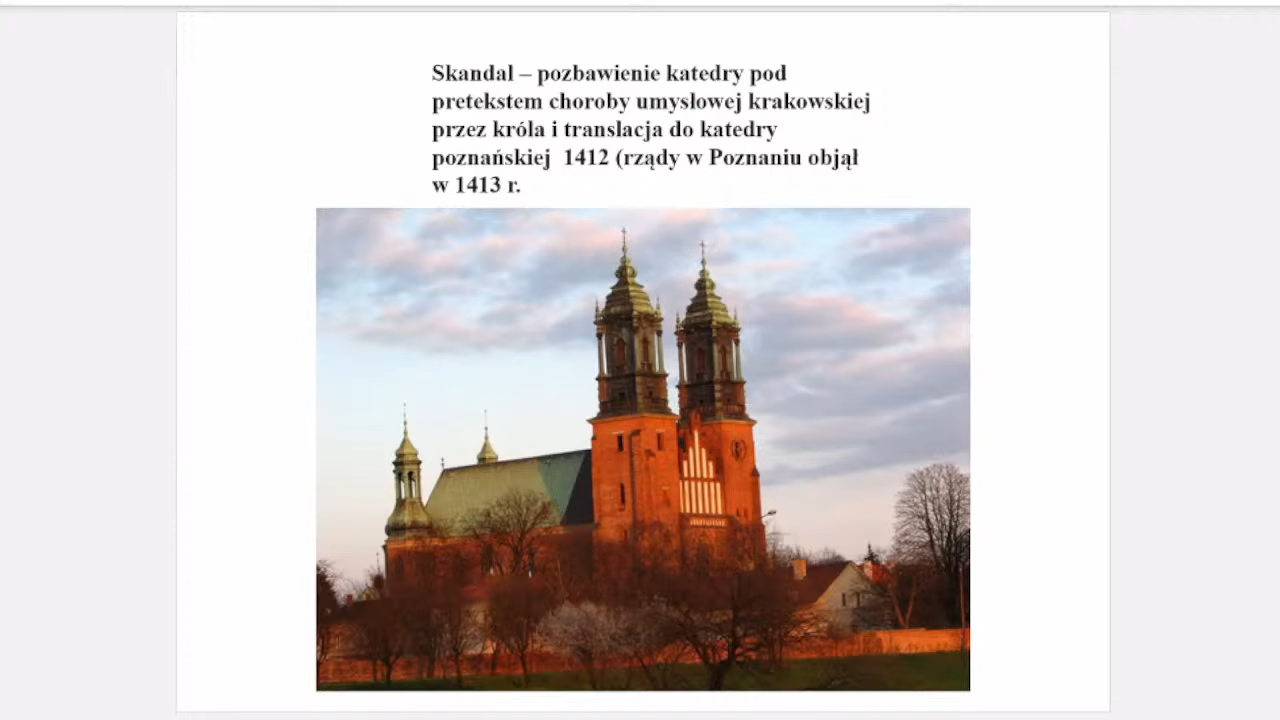 Skandal – pozbawienie katedry pod
pretekstem choroby umysłowej krakowskiej
przez króla i translacja do katedry
poznańskiej  1412 (rządy w Poznaniu objął
w 1413 r.